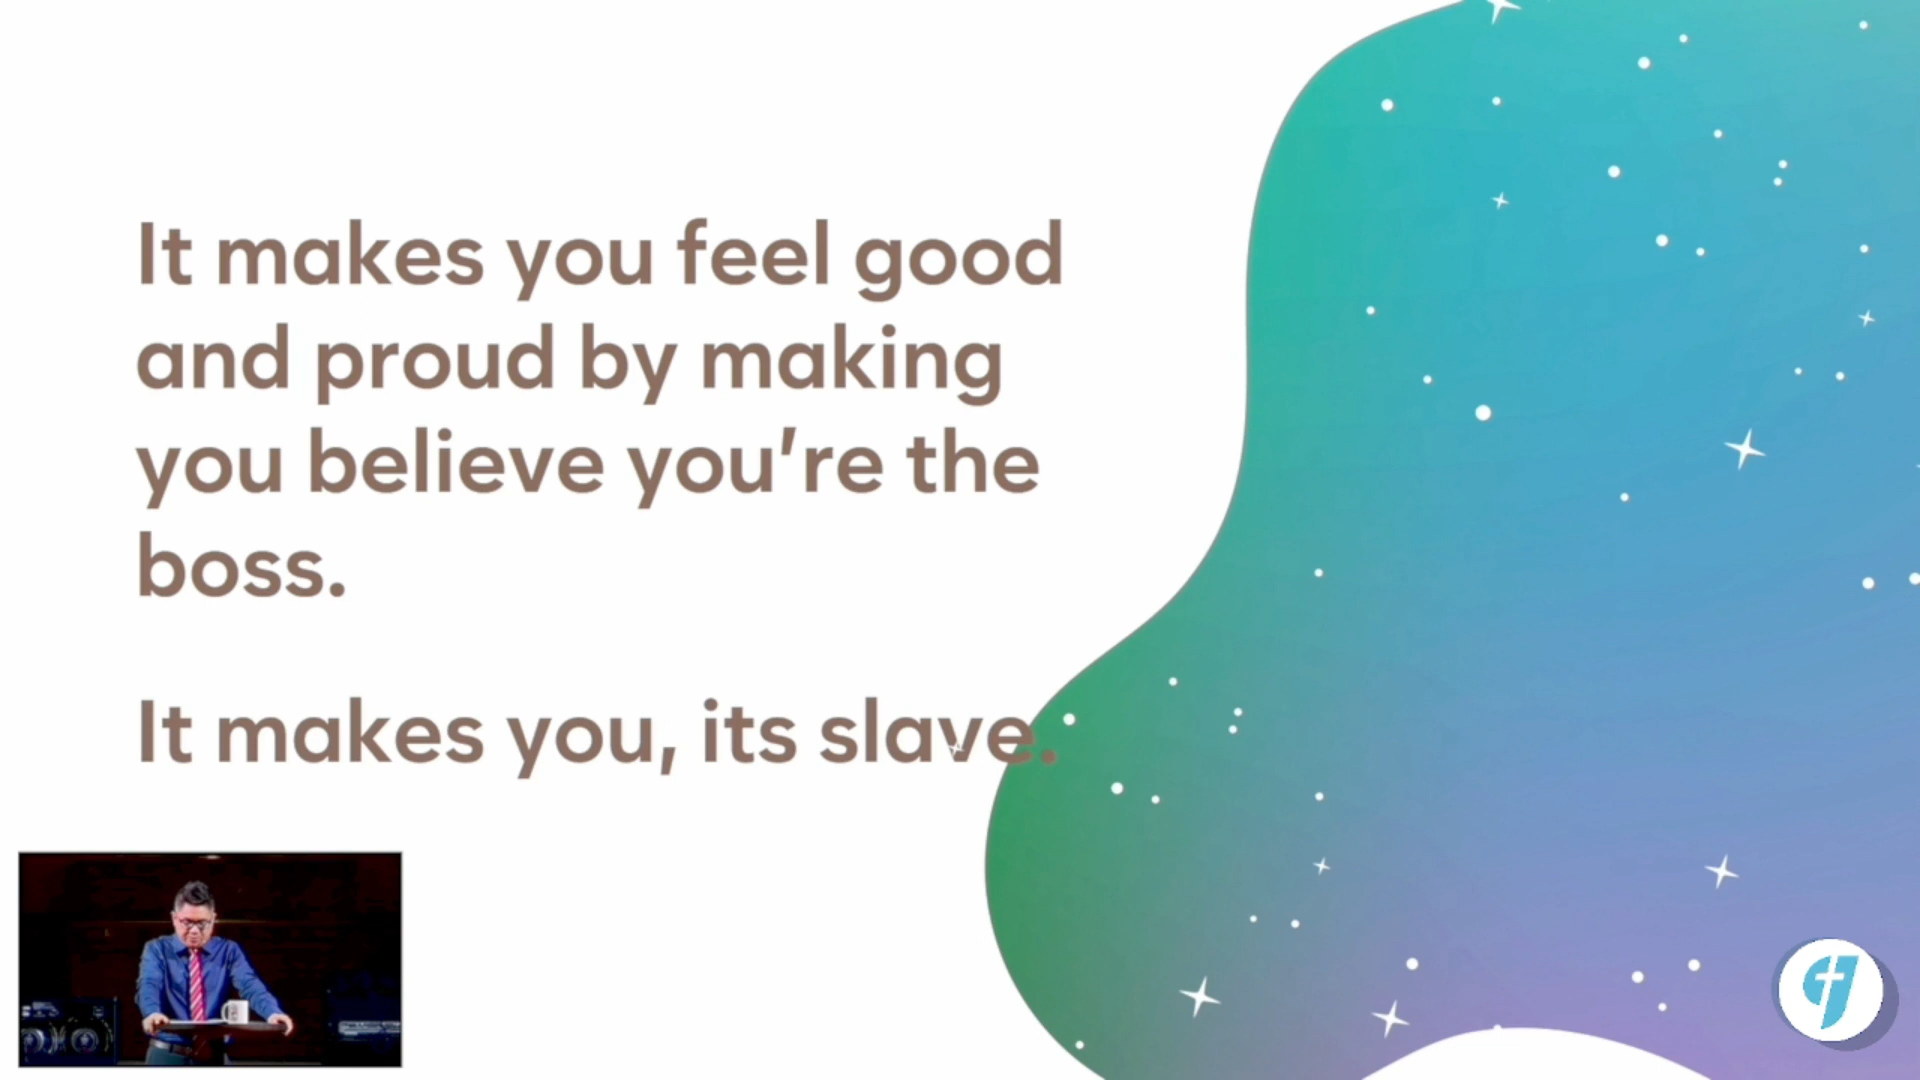 It makes you feel good
and proud by making
you believe you’re the
boss.
It makes you, its slave.